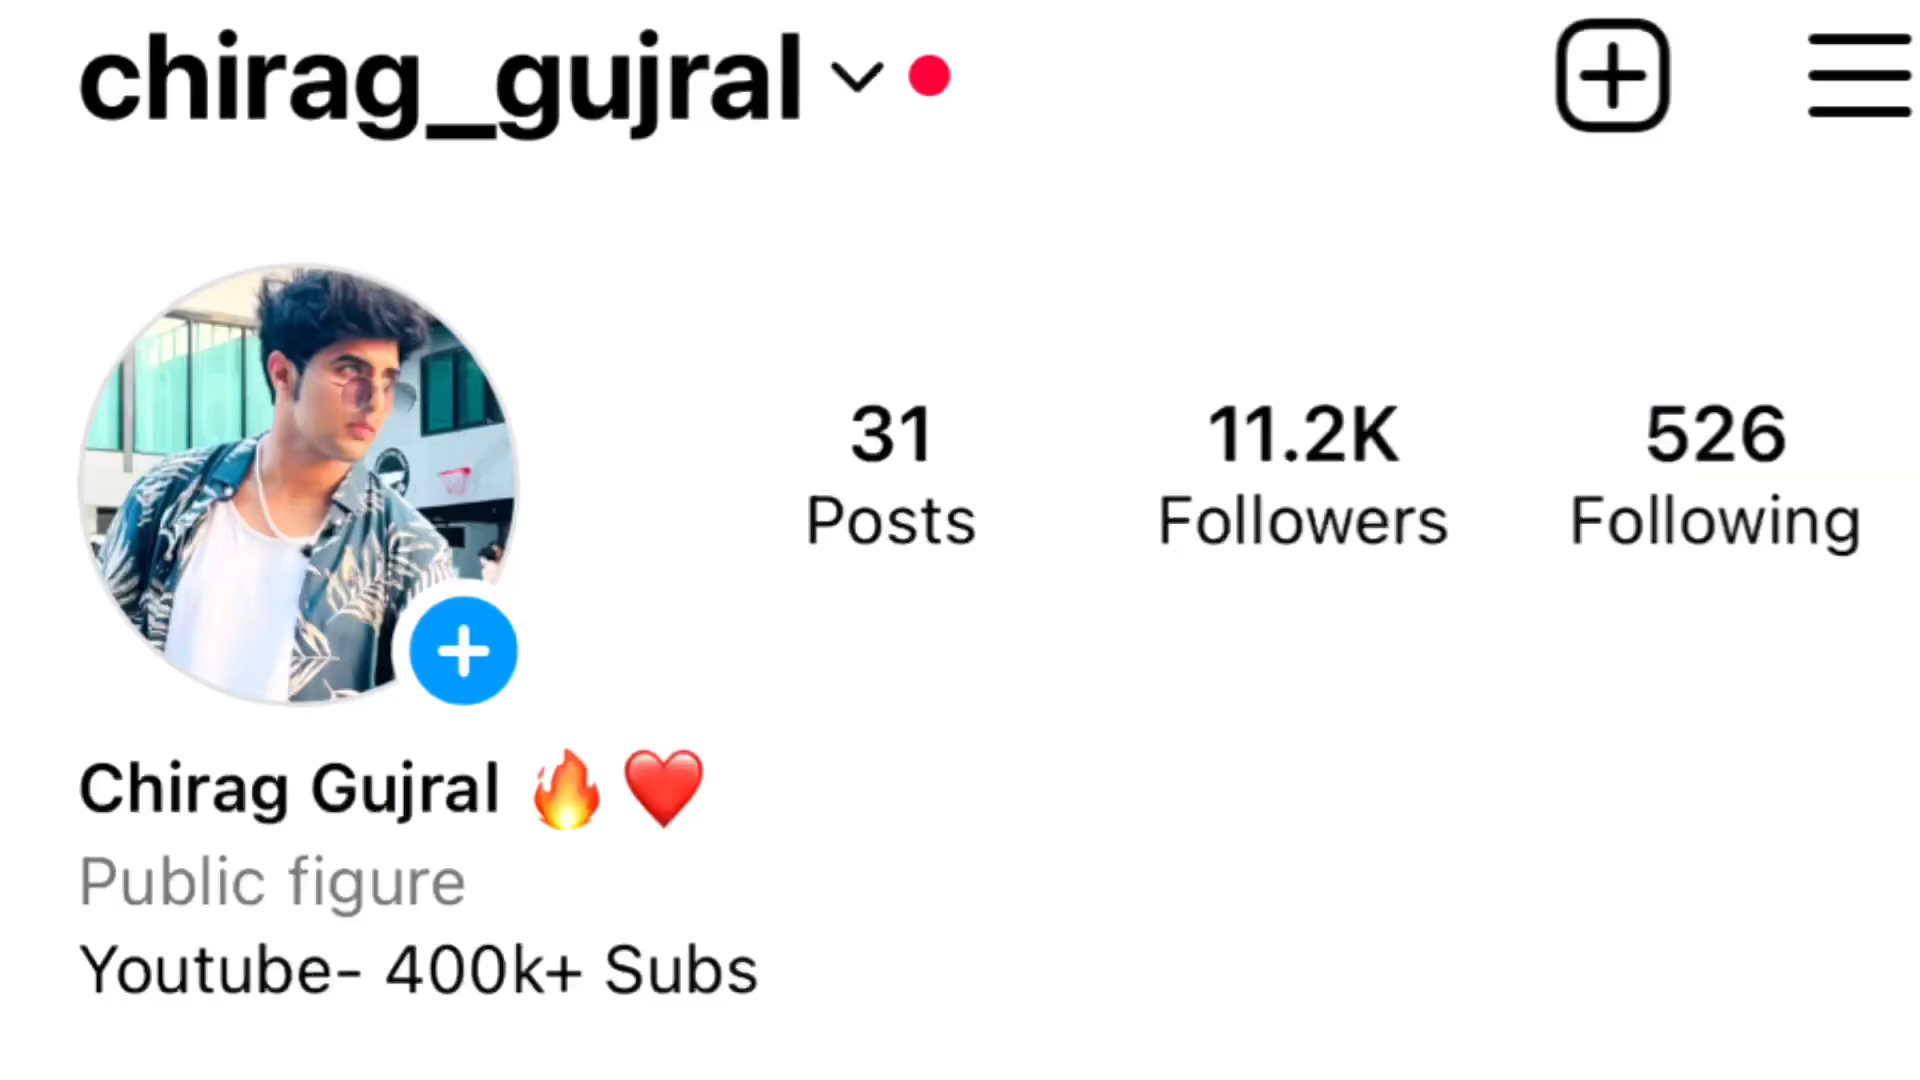 chirag_gujral
31 11.2K 526
Posts Followers Following
Chirag Gujral 🔥 ❤️
Public figure
Youtube- 400k+ Subs